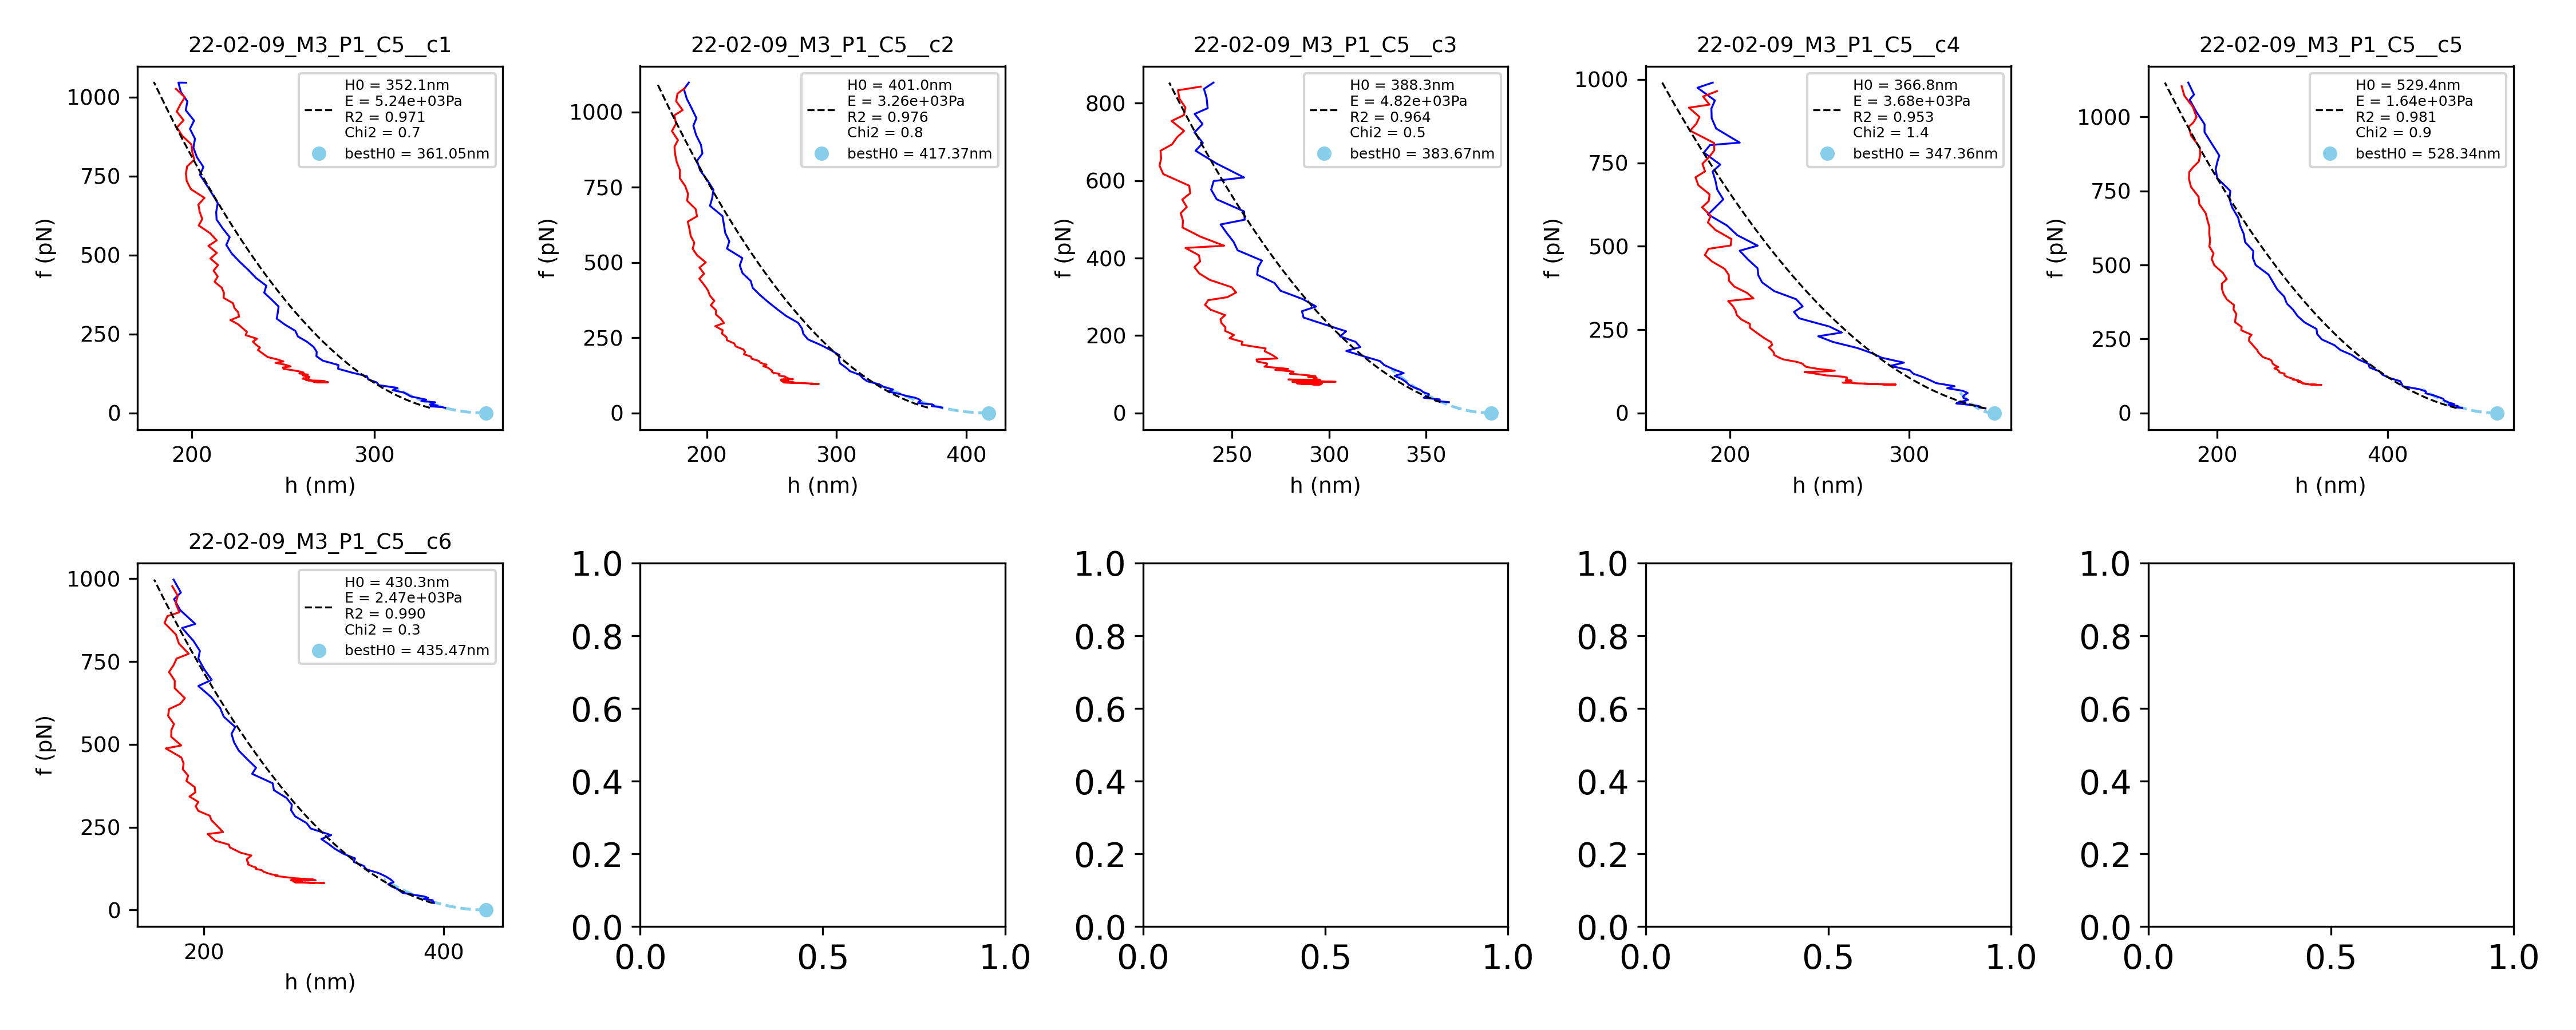 22-02-09_M3_P1_C5__c1
H0 = 352.1nm
E = 5.24e+03Pa
R2 = 0.971
Chi2 = 0.7
bestH0 = 361.05nm
1000
750
500
250
0
f (pN)
200 300
h (nm)
22-02-09_M3_P1_C5__c2
H0 = 401.0nm
E = 3.26e+03Pa
R2 = 0.976
Chi2 = 0.8
bestH0 = 417.37nm
1000
750
500
250
0
f (pN)
200 300 400
h (nm)
22-02-09_M3_P1_C5__c3
H0 = 388.3nm
E = 4.82e+03Pa
R2 = 0.964
Chi2 = 0.5
bestH0 = 383.67nm
800
600
400
200
0
f (pN)
250 300 350
h (nm)
22-02-09_M3_P1_C5__c4
H0 = 366.8nm
E = 3.68e+03Pa
R2 = 0.953
Chi2 = 1.4
bestH0 = 347.36nm
1000
750
500
250
0
f (pN)
200 300
h (nm)
22-02-09_M3_P1_C5__c5
H0 = 529.4nm
E = 1.64e+03Pa
R2 = 0.981
Chi2 = 0.9
bestH0 = 528.34nm
1000
750
500
250
0
f (pN)
200 400
h (nm)
22-02-09_M3_P1_C5__c6
H0 = 430.3nm
E = 2.47e+03Pa
R2 = 0.990
Chi2 = 0.3
bestH0 = 435.47nm
1000
750
500
250
0
f (pN)
200 400
h (nm)
1.0
0.8
0.6
0.4
0.2
0.0
0.0 0.5 1.0
1.0
0.8
0.6
0.4
0.2
0.0
0.0 0.5 1.0
1.0
0.8
0.6
0.4
0.2
0.0
0.0 0.5 1.0
1.0
0.8
0.6
0.4
0.2
0.0
0.0 0.5 1.0